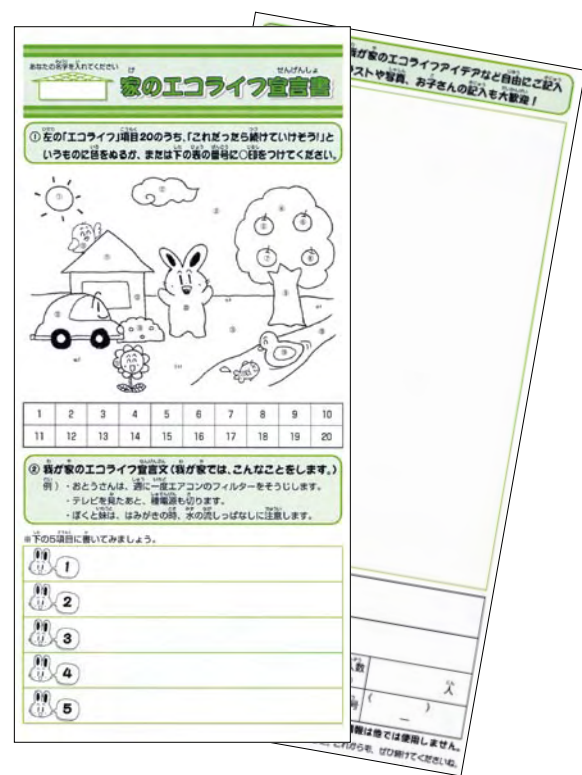 あなたの名字を入れてください
家のエコライフ宣言書
①左の「エコライフ」項目20のうち、「これだったら続けていけそう!」と
いうものに色をぬるか、または下の表の番号に○印をつけてください。
1 2 3 4 5 6 7 8 9 10
11 12 13 14 15 16 17 18 19 20
② 我が家のエコライフ宣言文(我が家では、こんなことをします。)
例)・おとうさんは、週に一度エアコンのフィルターをそうじします。
・テレビを見たあと、主電源も切ります。
・ぼくと妹は、はみがきの時、水の流しっぱなしに注意します。
※下の5項目に書いてみましょう。
1
2
3
4
5
我が家のエコライフアイデアなど自由にご記入
ストや写真、お子さんの記入も大歓迎!
人数
人
号
( )
―
情報は他では使用しません。
これからも、ぜひ続けてくださいね。